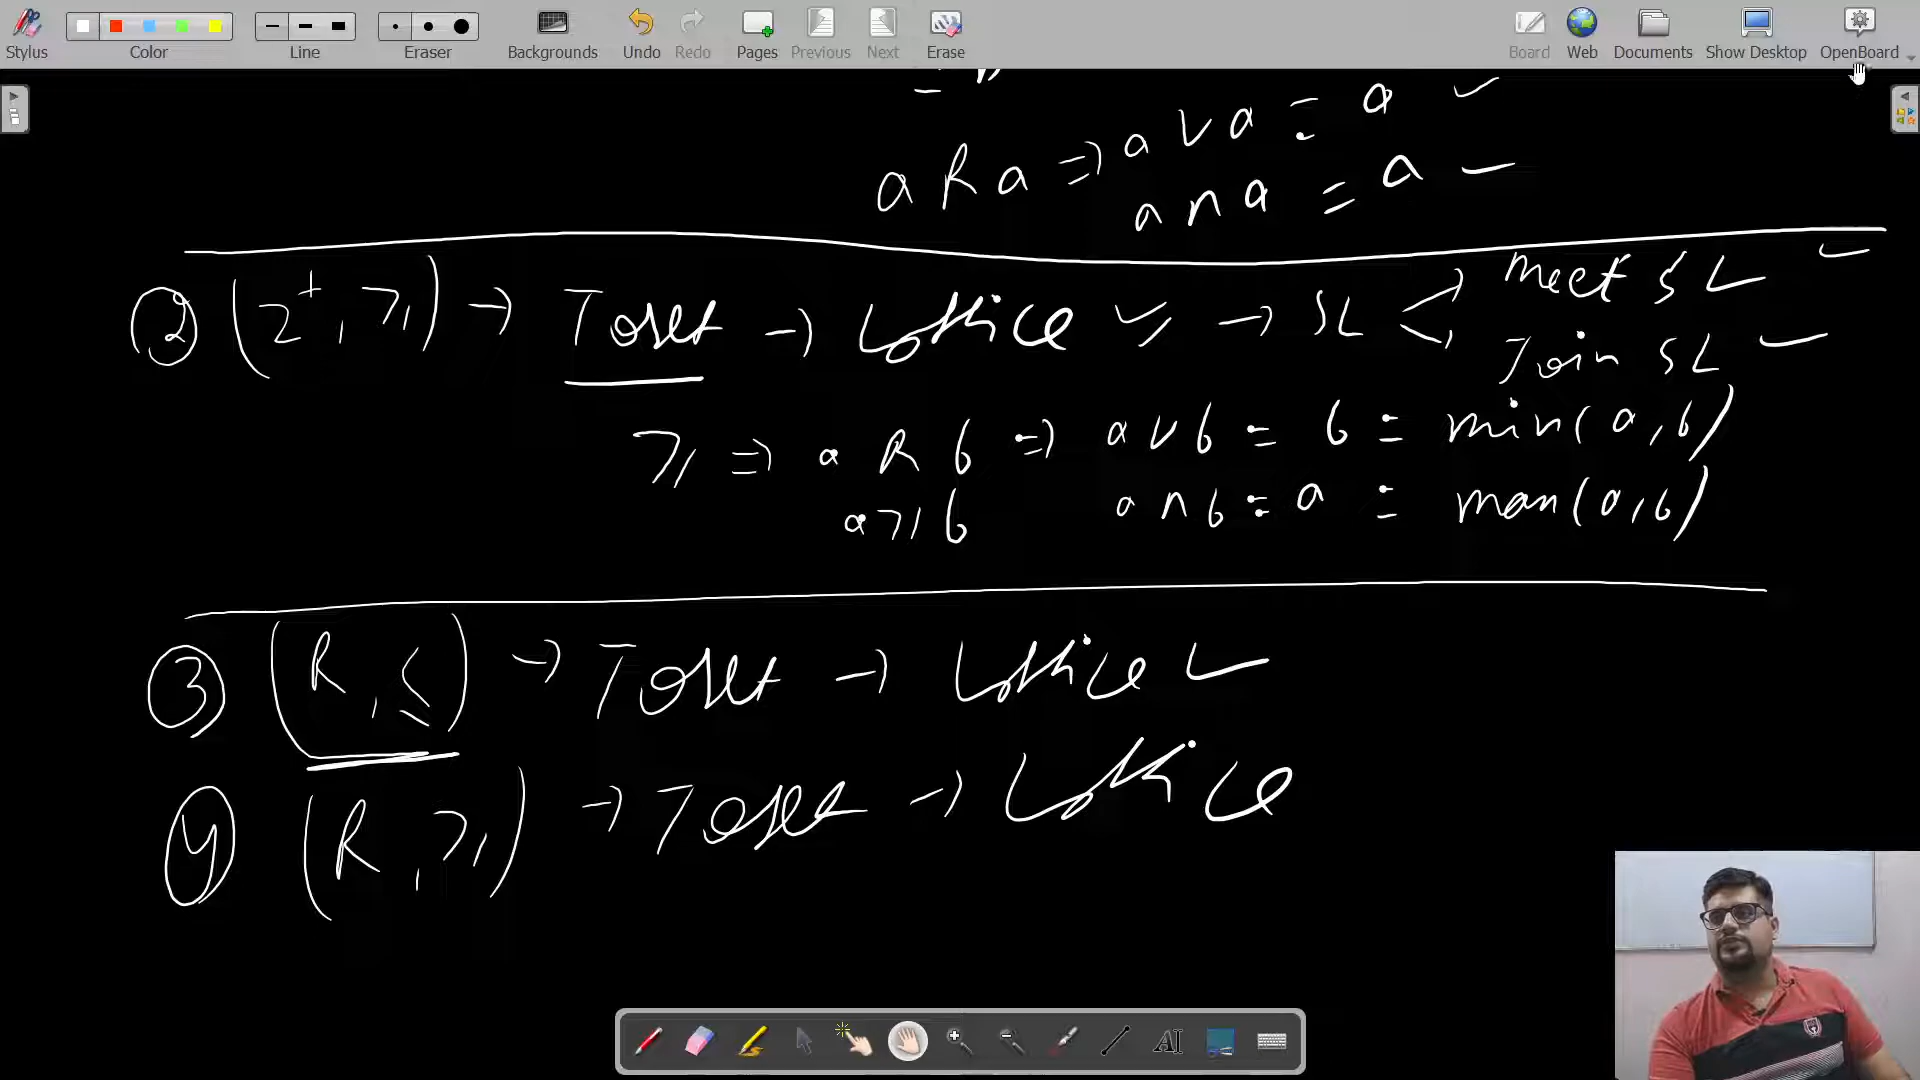 Stylus Color Line Eraser Backgrounds Undo Redo Pages Previous Next Erase Board Web Documents Show Desktop OpenBoard
a R a ⇒ a ∨ a = a ✓
a ∧ a = a
② (Z⁺, ≥) → Toset → Lattice ✓ → SL
Meet SL ✓
Join SL ✓
≥ ⇒ a R b ⇒ a ∨ b = b = min(a, b)
a ≥ b a ∧ b = a = max(a, b)
③ (R, ≤) → Toset → Lattice ✓
④ (R, ≥) → Toset → Lattice